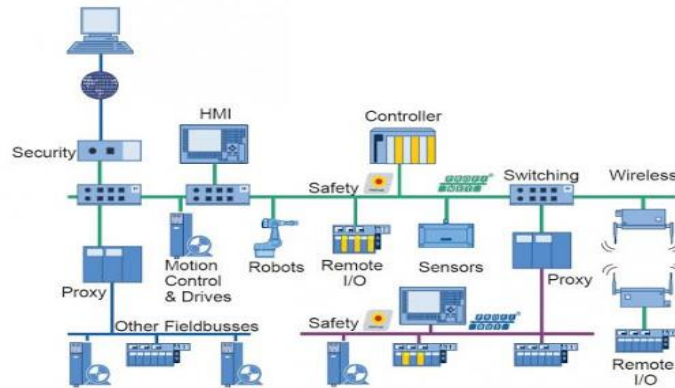 HMI
Controller
Security
Safety
Switching
Wireless
Proxy
Motion
Control
& Drives
Robots
Remote
I/O
Sensors
Proxy
Other Fieldbusses
Safety
Remote
I/O